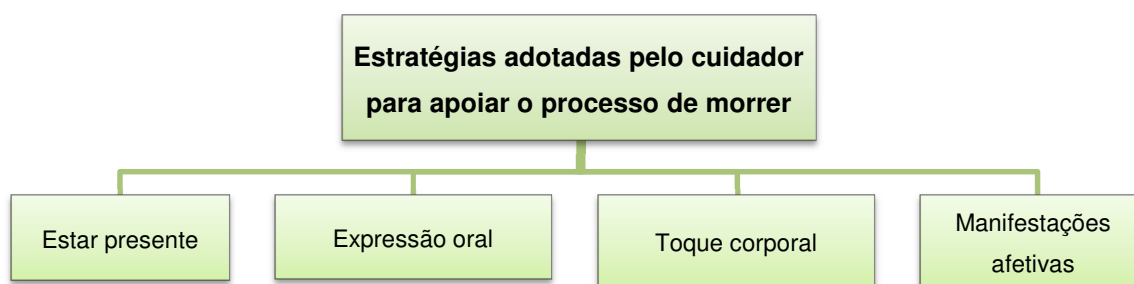 Estratégias adotadas pelo cuidador
para apoiar o processo de morrer
Estar presente
Expressão oral
Toque corporal
Manifestações
afetivas